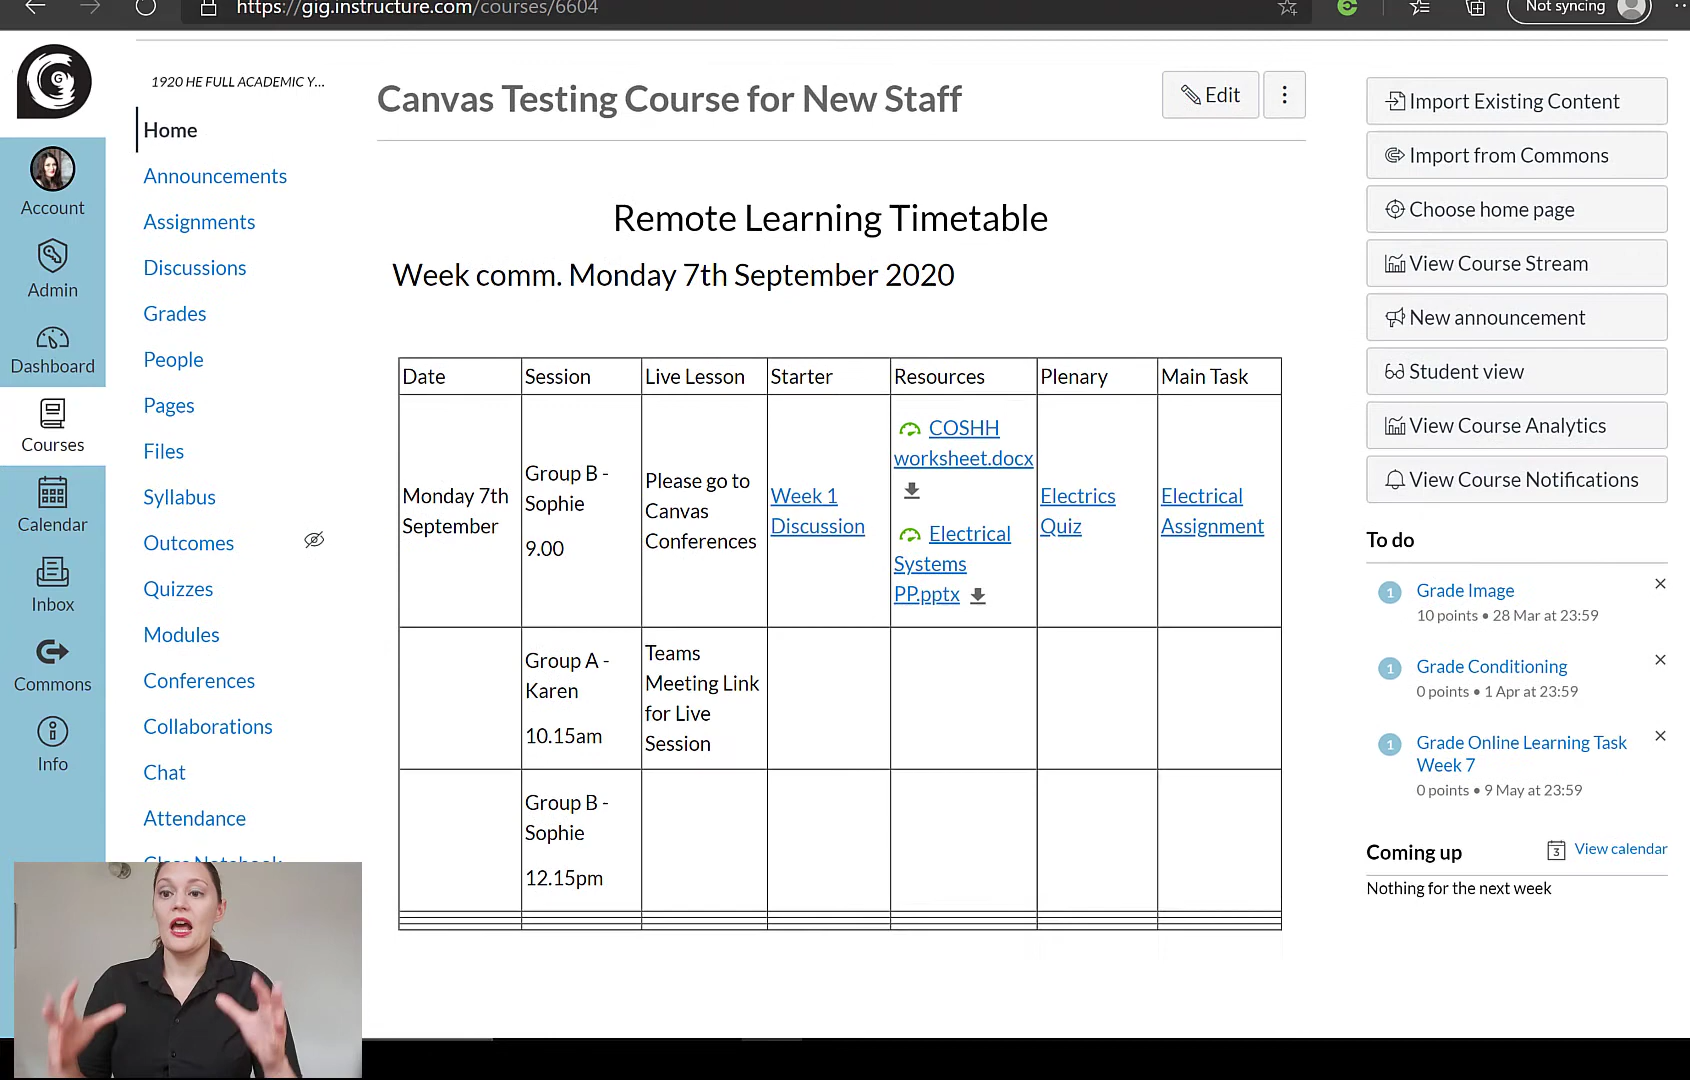 https://gig.instructure.com/courses/6604
Not syncing
G
1920 HE FULL ACADEMIC Y...
Home
Announcements
Assignments
Discussions
Grades
People
Pages
Files
Syllabus
Outcomes
Quizzes
Modules
Conferences
Collaborations
Chat
Attendance
Class Notebook
Account
Admin
Dashboard
Courses
Calendar
Inbox
Commons
Info
Canvas Testing Course for New Staff
Edit
Remote Learning Timetable
Week comm. Monday 7th September 2020
Date
Session
Live Lesson
Starter
Resources
Plenary
Main Task
Monday 7th
September
Group B -
Sophie
9.00
Please go to
Canvas
Conferences
Week 1
Discussion
COSHH
worksheet.docx
Electrical
Systems
PP.pptx
Electrics
Quiz
Electrical
Assignment
Group A -
Karen
10.15am
Teams
Meeting Link
for Live
Session
Group B -
Sophie
12.15pm
Import Existing Content
Import from Commons
Choose home page
View Course Stream
New announcement
Student view
View Course Analytics
View Course Notifications
To do
1
Grade Image
10 points • 28 Mar at 23:59
1
Grade Conditioning
0 points • 1 Apr at 23:59
1
Grade Online Learning Task
Week 7
0 points • 9 May at 23:59
Coming up
3
View calendar
Nothing for the next week